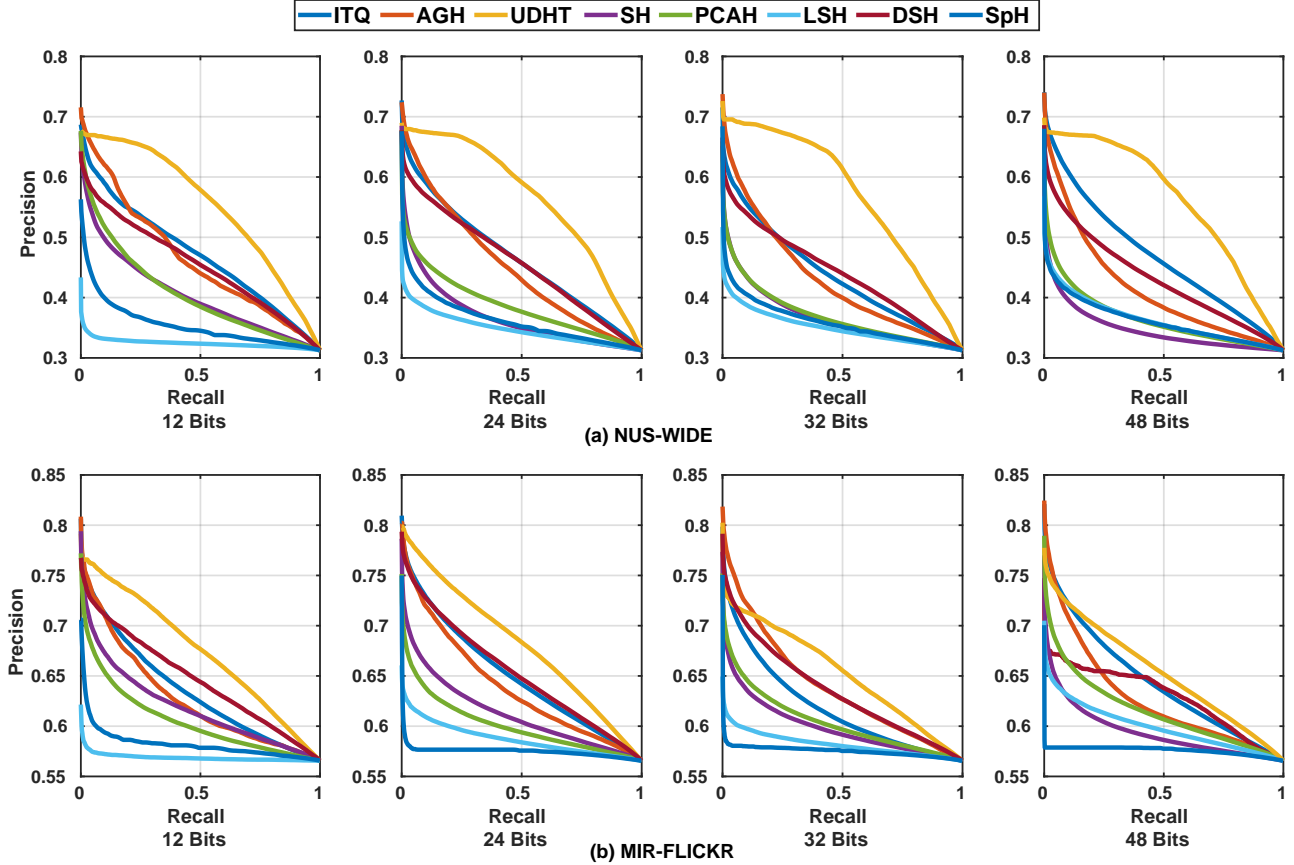 ITQ AGH UDHT SH PCAH LSH DSH SpH
0.8 0.8 0.8 0.8
0.7 0.7 0.7 0.7
0.6 0.6 0.6 0.6
Precision
0.5 0.5 0.5 0.5
0.4 0.4 0.4 0.4
0.3 0.3 0.3 0.3
0 0.5 1 0 0.5 1 0 0.5 1 0 0.5 1
Recall Recall Recall Recall
12 Bits 24 Bits 32 Bits 48 Bits
(a) NUS-WIDE
0.85 0.85 0.85 0.85
0.8 0.8 0.8 0.8
0.75 0.75 0.75 0.75
0.7 0.7 0.7 0.7
Precision
0.65 0.65 0.65 0.65
0.6 0.6 0.6 0.6
0.55 0.55 0.55 0.55
0 0.5 1 0 0.5 1 0 0.5 1 0 0.5 1
Recall Recall Recall Recall
12 Bits 24 Bits 32 Bits 48 Bits
(b) MIR-FLICKR